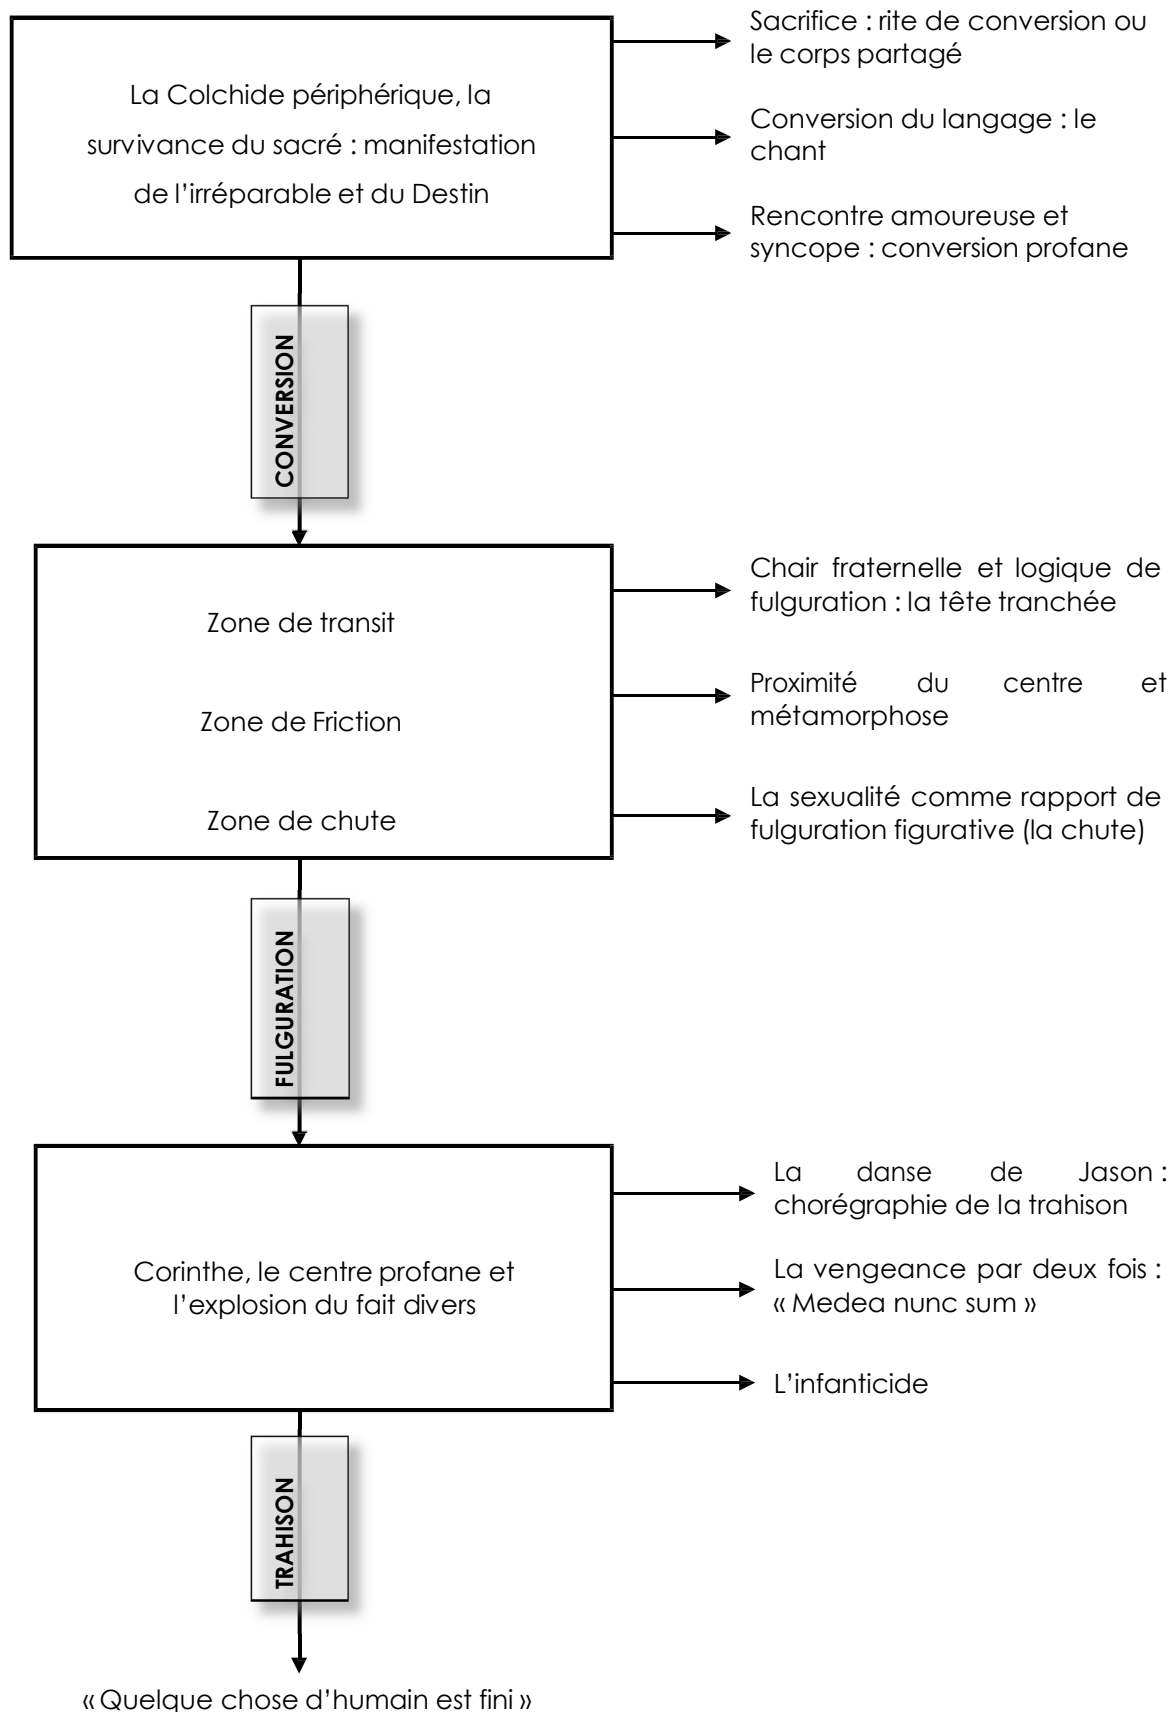 La Colchide périphérique, la
survivance du sacré : manifestation
de l’irréparable et du Destin
Sacrifice : rite de conversion ou
le corps partagé
Conversion du langage : le
chant
Rencontre amoureuse et
syncope : conversion profane
CONVERSION
Zone de transit
Zone de Friction
Zone de chute
Chair fraternelle et logique de
fulguration : la tête tranchée
Proximité du centre et
métamorphose
La sexualité comme rapport de
fulguration figurative (la chute)
FULGURATION
Corinthe, le centre profane et
l’explosion du fait divers
La danse de Jason :
chorégraphie de la trahison
La vengeance par deux fois :
« Medea nunc sum »
L’infanticide
TRAHISON
« Quelque chose d’humain est fini »